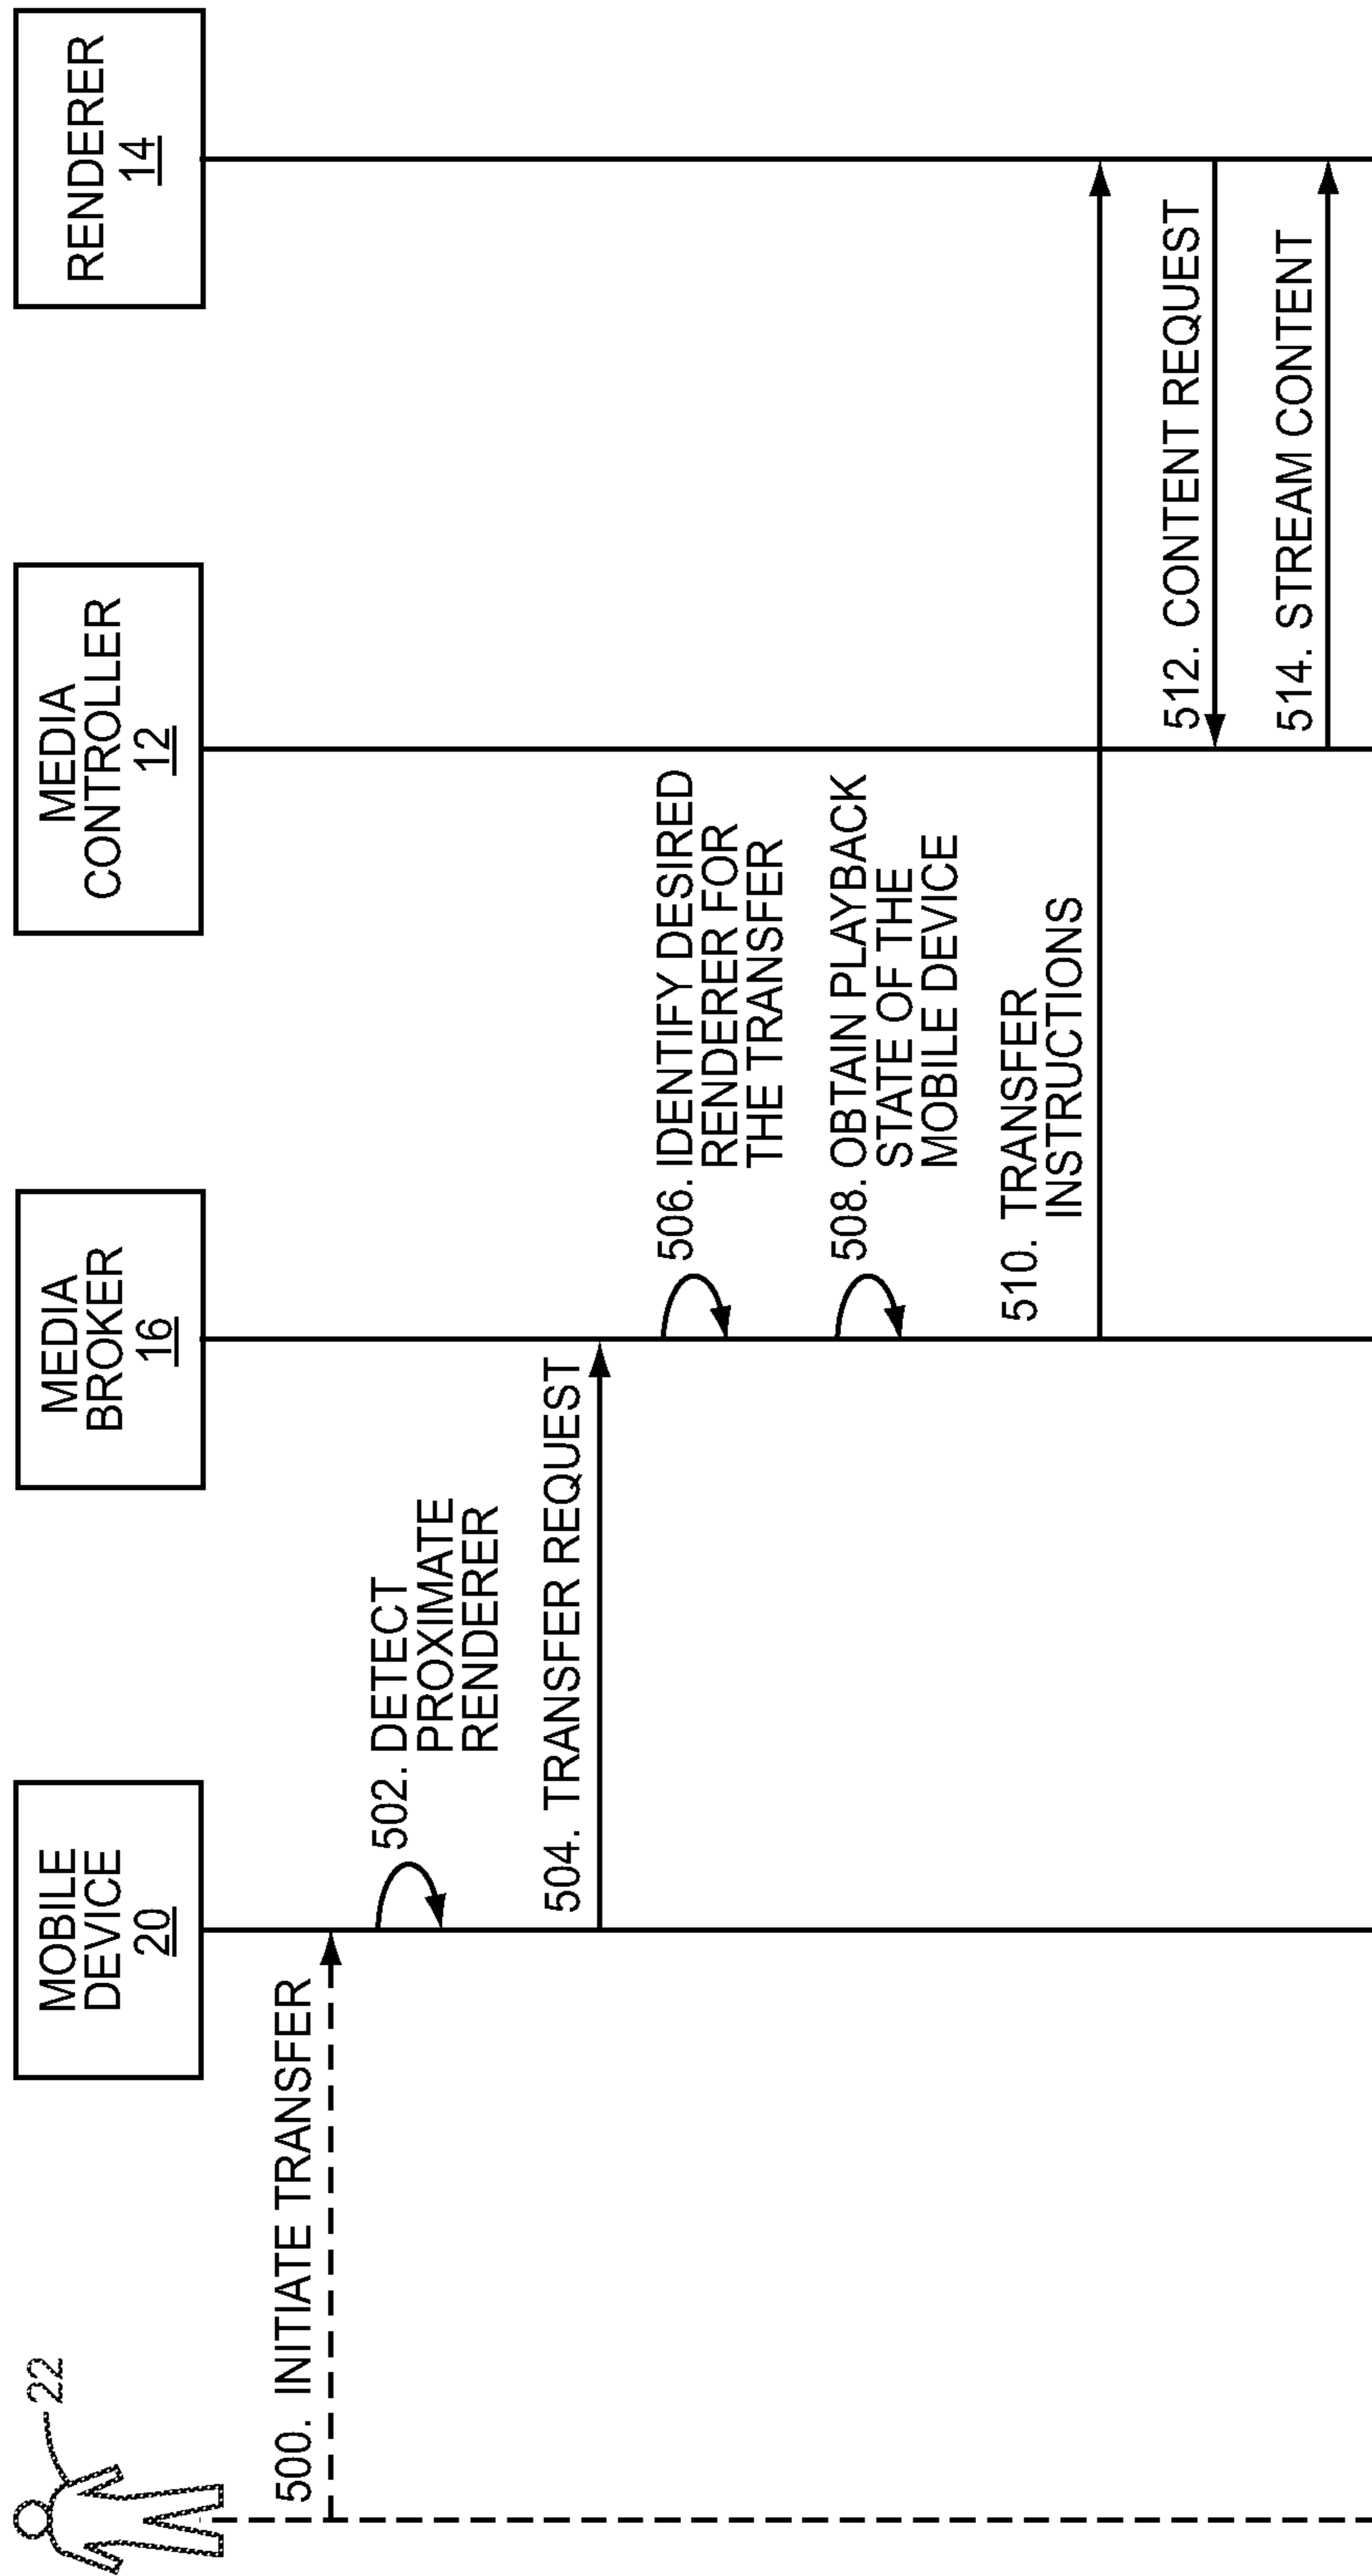 22
MOBILE
DEVICE
20
MEDIA
BROKER
16
MEDIA
CONTROLLER
12
RENDERER
14
500. INITIATE TRANSFER
502. DETECT
PROXIMATE
RENDERER
504. TRANSFER REQUEST
506. IDENTIFY DESIRED
RENDERER FOR
THE TRANSFER
508. OBTAIN PLAYBACK
STATE OF THE
MOBILE DEVICE
510. TRANSFER
INSTRUCTIONS
512. CONTENT REQUEST
514. STREAM CONTENT